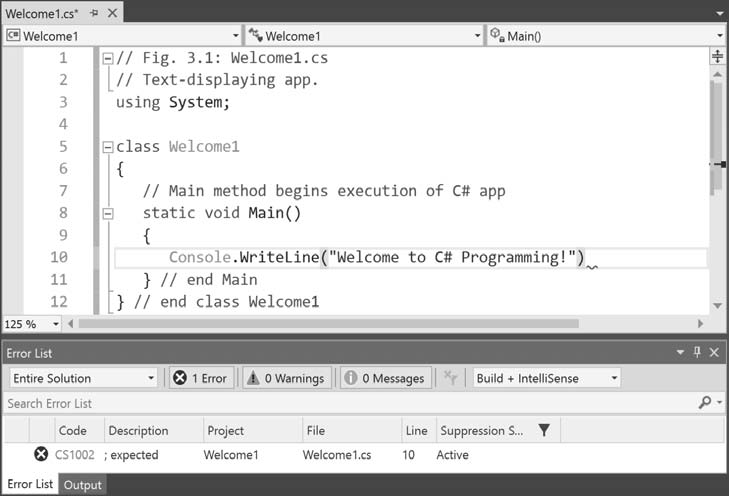 Welcome1.cs*
Welcome1 Welcome1 Main()
1 // Fig. 3.1: Welcome1.cs
2 // Text-displaying app.
3 using System;
4
5 class Welcome1
6 {
7 // Main method begins execution of C# app
8 static void Main()
9 {
10 Console.WriteLine("Welcome to C# Programming!")
11 } // end Main
12 } // end class Welcome1
125 %
Error List
Entire Solution 1 Error 0 Warnings 0 Messages Build + IntelliSense
Search Error List
Code Description Project File Line Suppression S...
CS1002 ; expected Welcome1 Welcome1.cs 10 Active
Error List Output